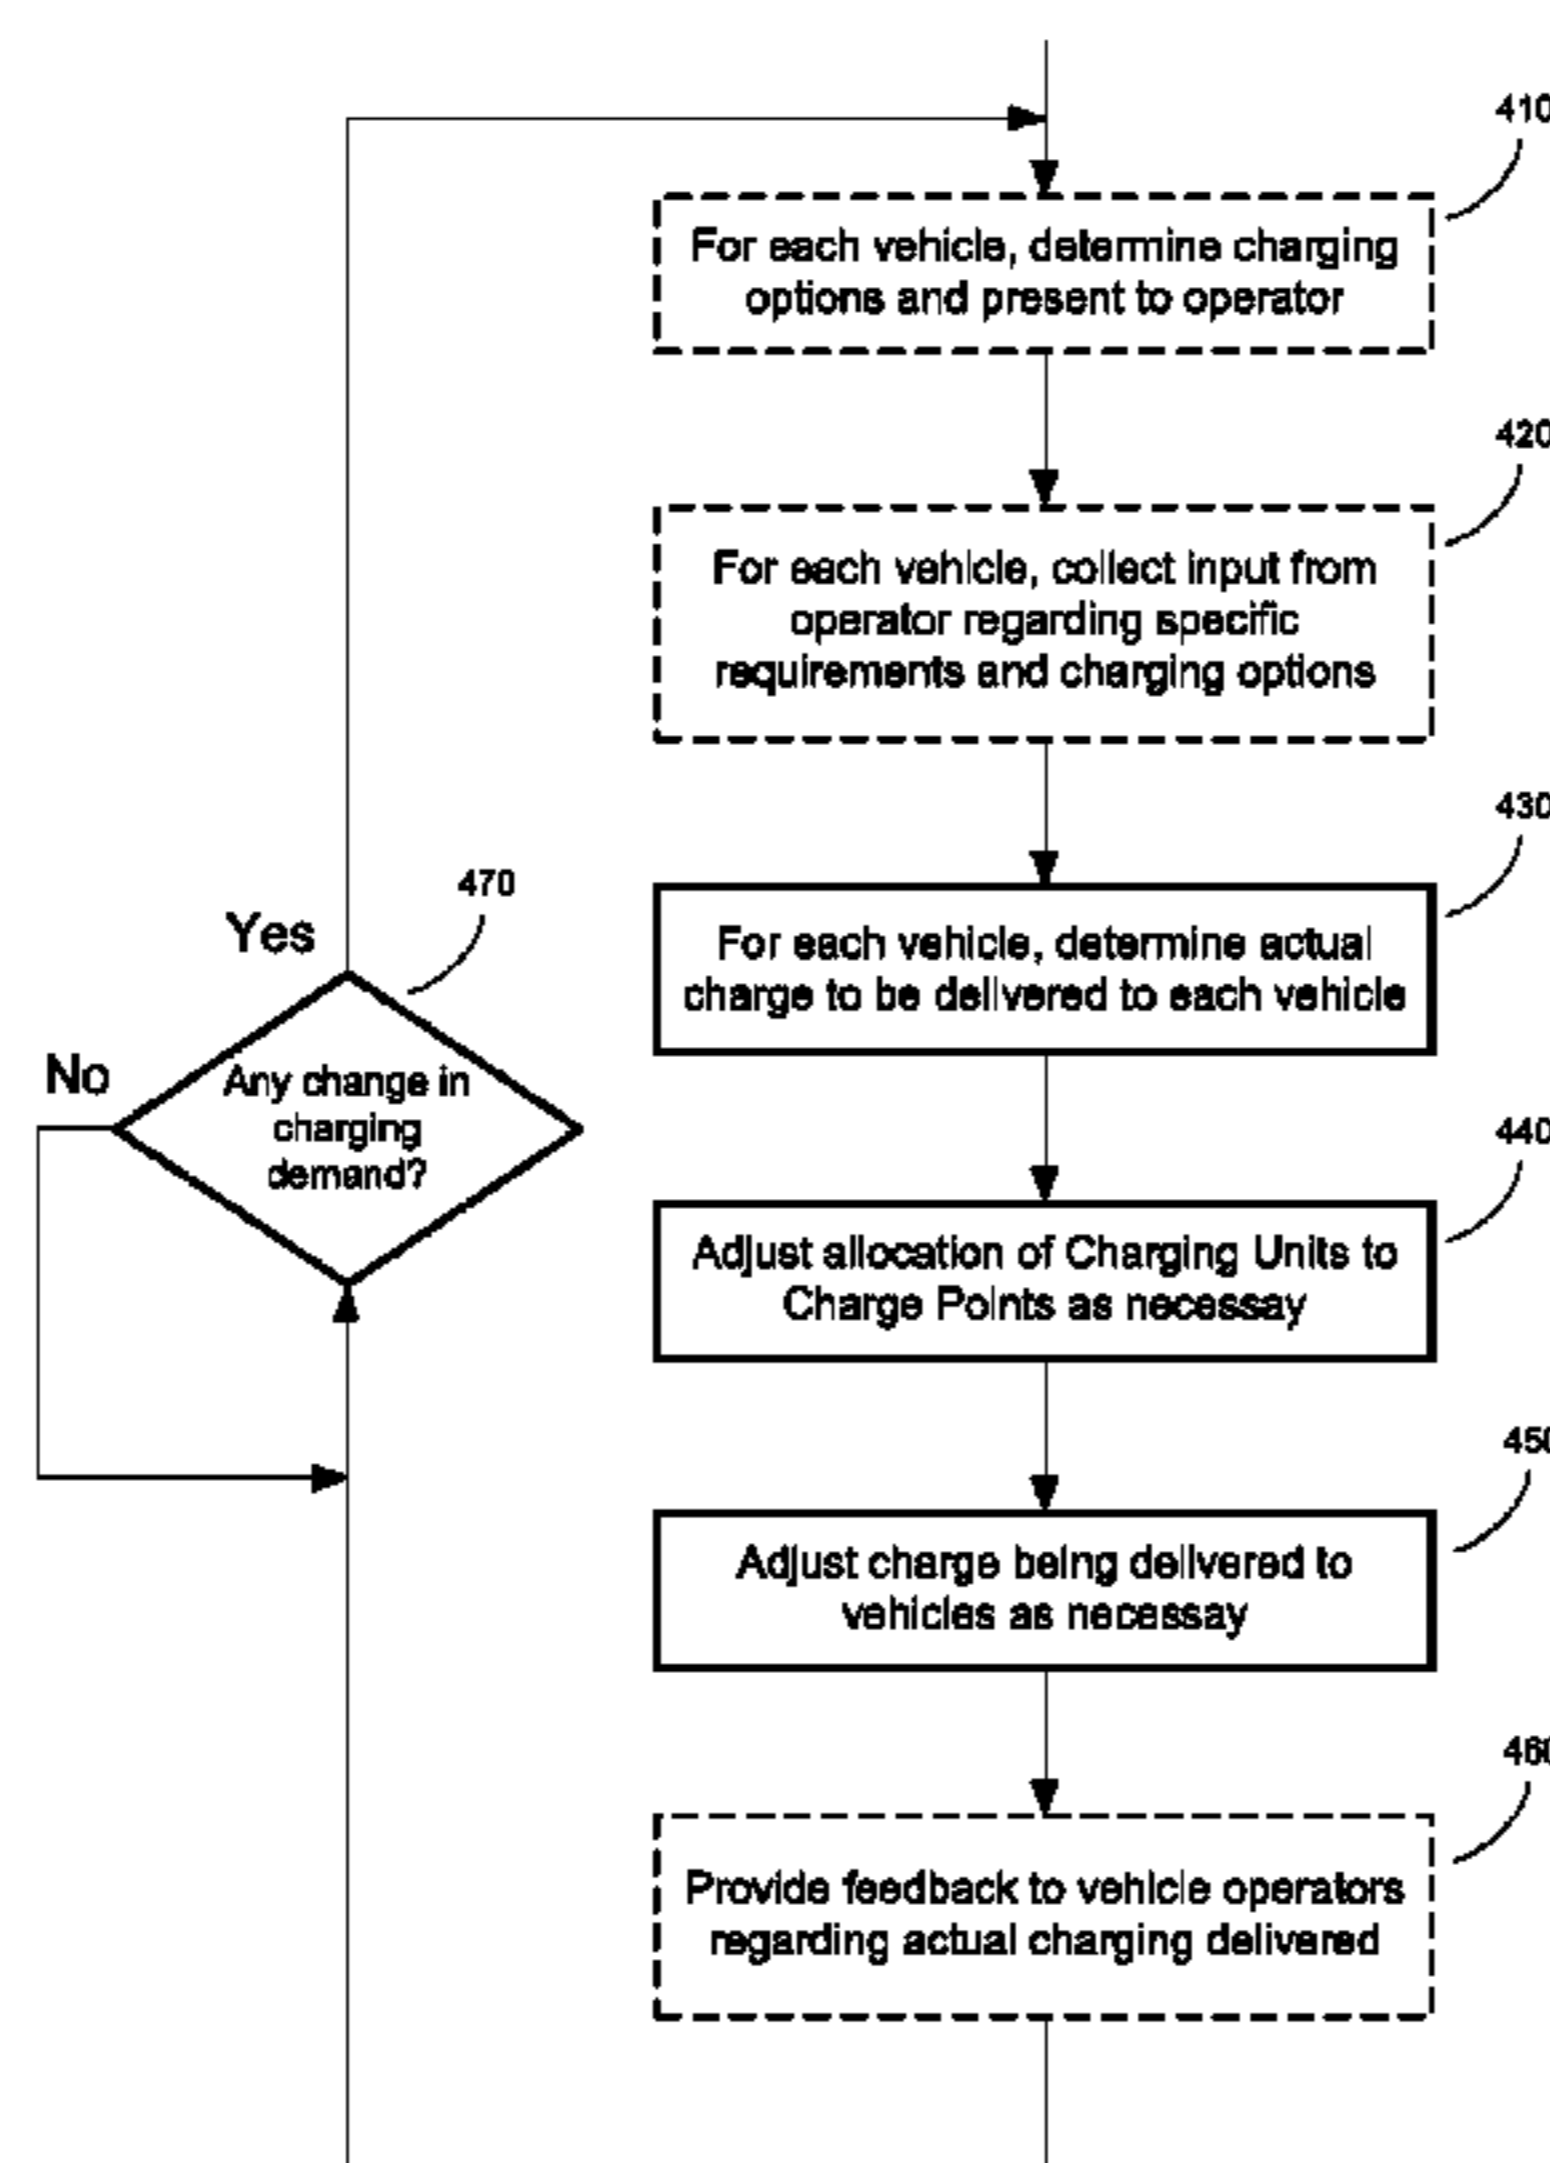 410
For each vehicle, determine charging
options and present to operator
420
For each vehicle, collect input from
operator regarding specific
requirements and charging options
430
For each vehicle, determine actual
charge to be delivered to each vehicle
470
Yes
No
Any change in
charging
demand?
440
Adjust allocation of Charging Units to
Charge Points as necessay
450
Adjust charge being delivered to
vehicles as necessay
460
Provide feedback to vehicle operators
regarding actual charging delivered